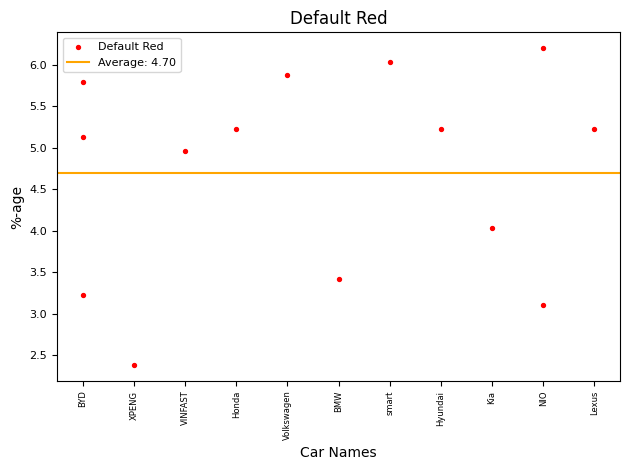 Default Red
Default Red
Average: 4.70
6.0
5.5
5.0
4.5
4.0
3.5
3.0
2.5
%-age
BYD
XPENG
VINFAST
Honda
Volkswagen
BMW
smart
Hyundai
Kia
NIO
Lexus
Car Names